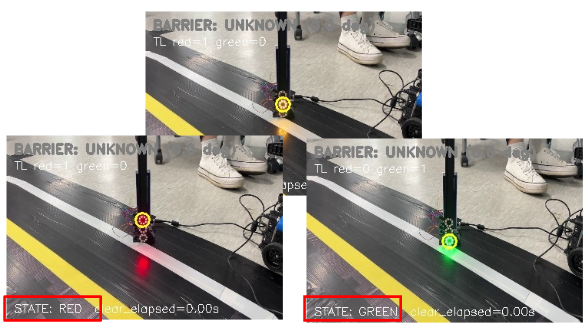 BARRIER: UNKNOWN
TL red=1 green=0
BARRIER: UNKNOWN
TL red=1 green=0
STATE: RED clear_elapsed=0.00s
BARRIER: UNKNOWN
TL red=0 green=1
STATE: GREEN clear_elapsed=0.00s